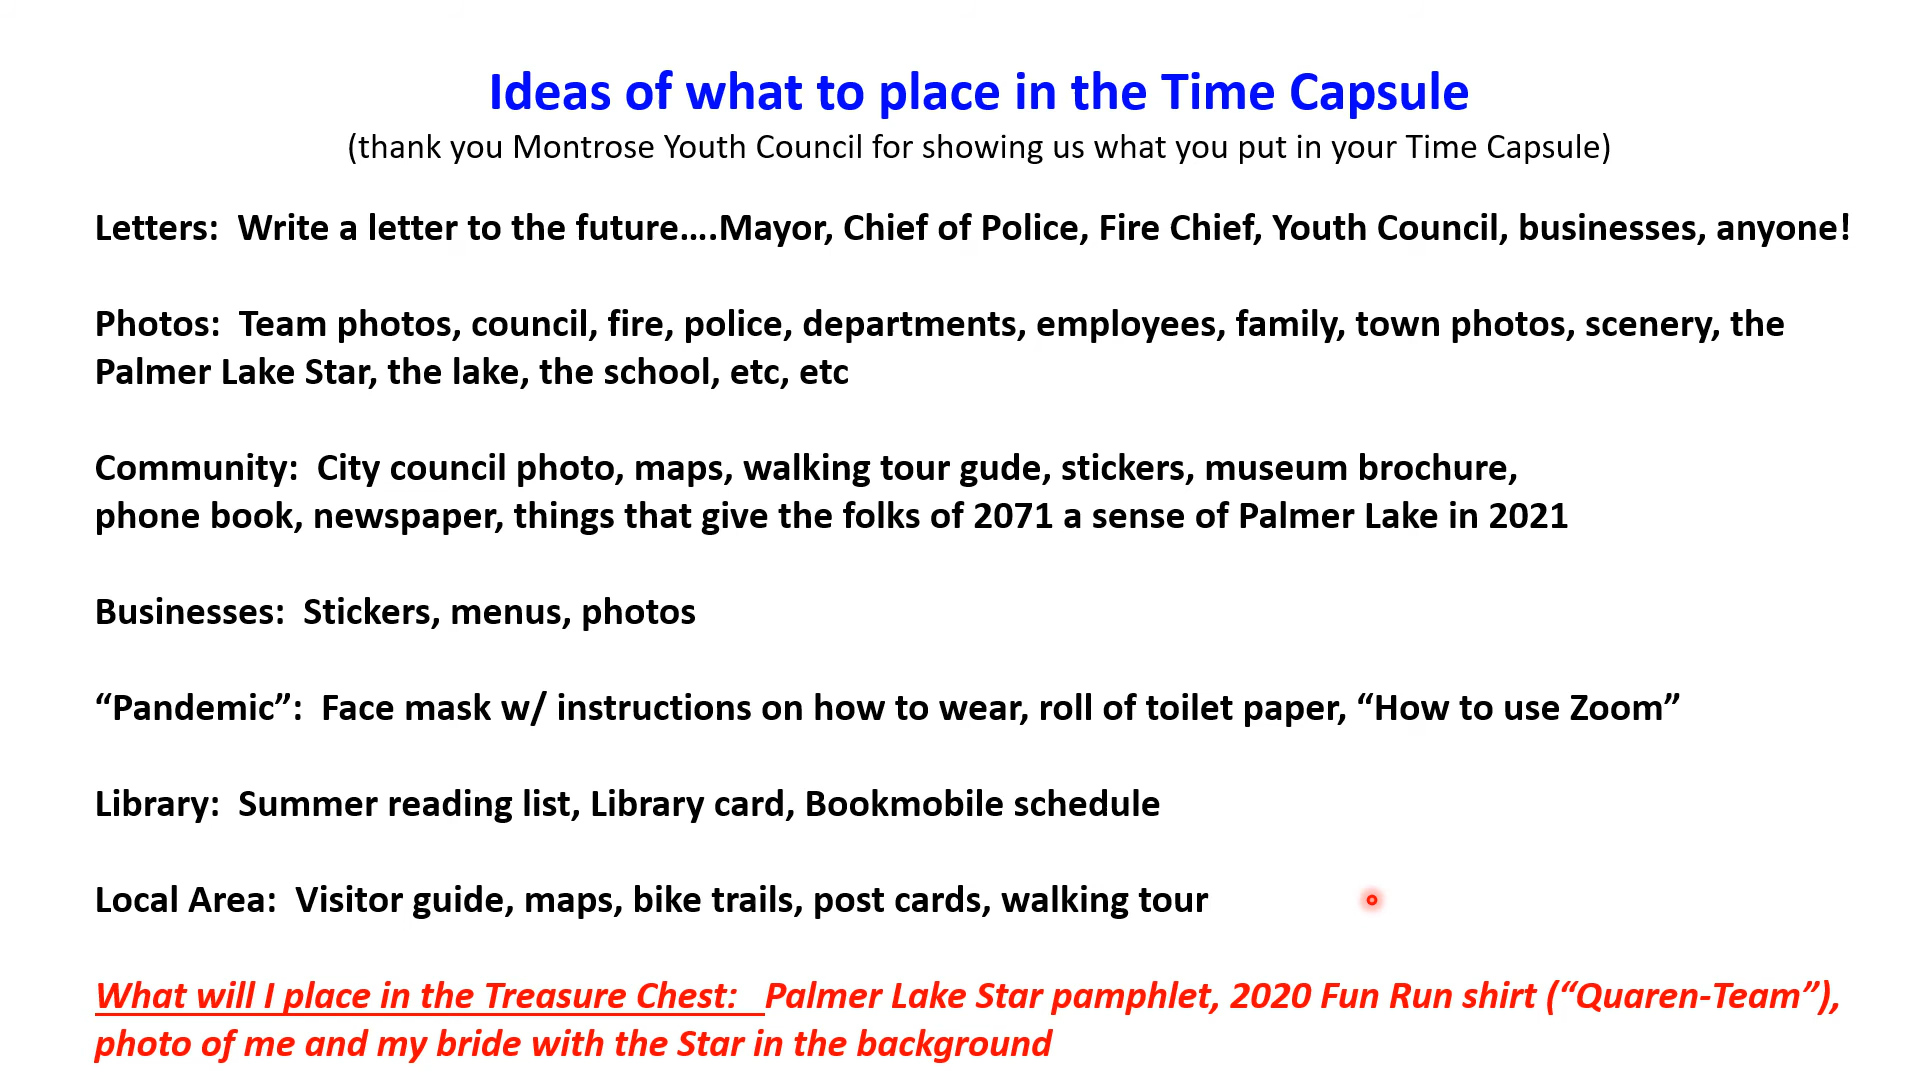 Ideas of what to place in the Time Capsule
(thank you Montrose Youth Council for showing us what you put in your Time Capsule)
Letters:  Write a letter to the future....Mayor, Chief of Police, Fire Chief, Youth Council, businesses, anyone!
Photos:  Team photos, council, fire, police, departments, employees, family, town photos, scenery, the
Palmer Lake Star, the lake, the school, etc, etc
Community:  City council photo, maps, walking tour gude, stickers, museum brochure,
phone book, newspaper, things that give the folks of 2071 a sense of Palmer Lake in 2021
Businesses:  Stickers, menus, photos
“Pandemic”:  Face mask w/ instructions on how to wear, roll of toilet paper, “How to use Zoom”
Library:  Summer reading list, Library card, Bookmobile schedule
Local Area:  Visitor guide, maps, bike trails, post cards, walking tour
What will I place in the Treasure Chest:   Palmer Lake Star pamphlet, 2020 Fun Run shirt (“Quaren-Team”),
photo of me and my bride with the Star in the background